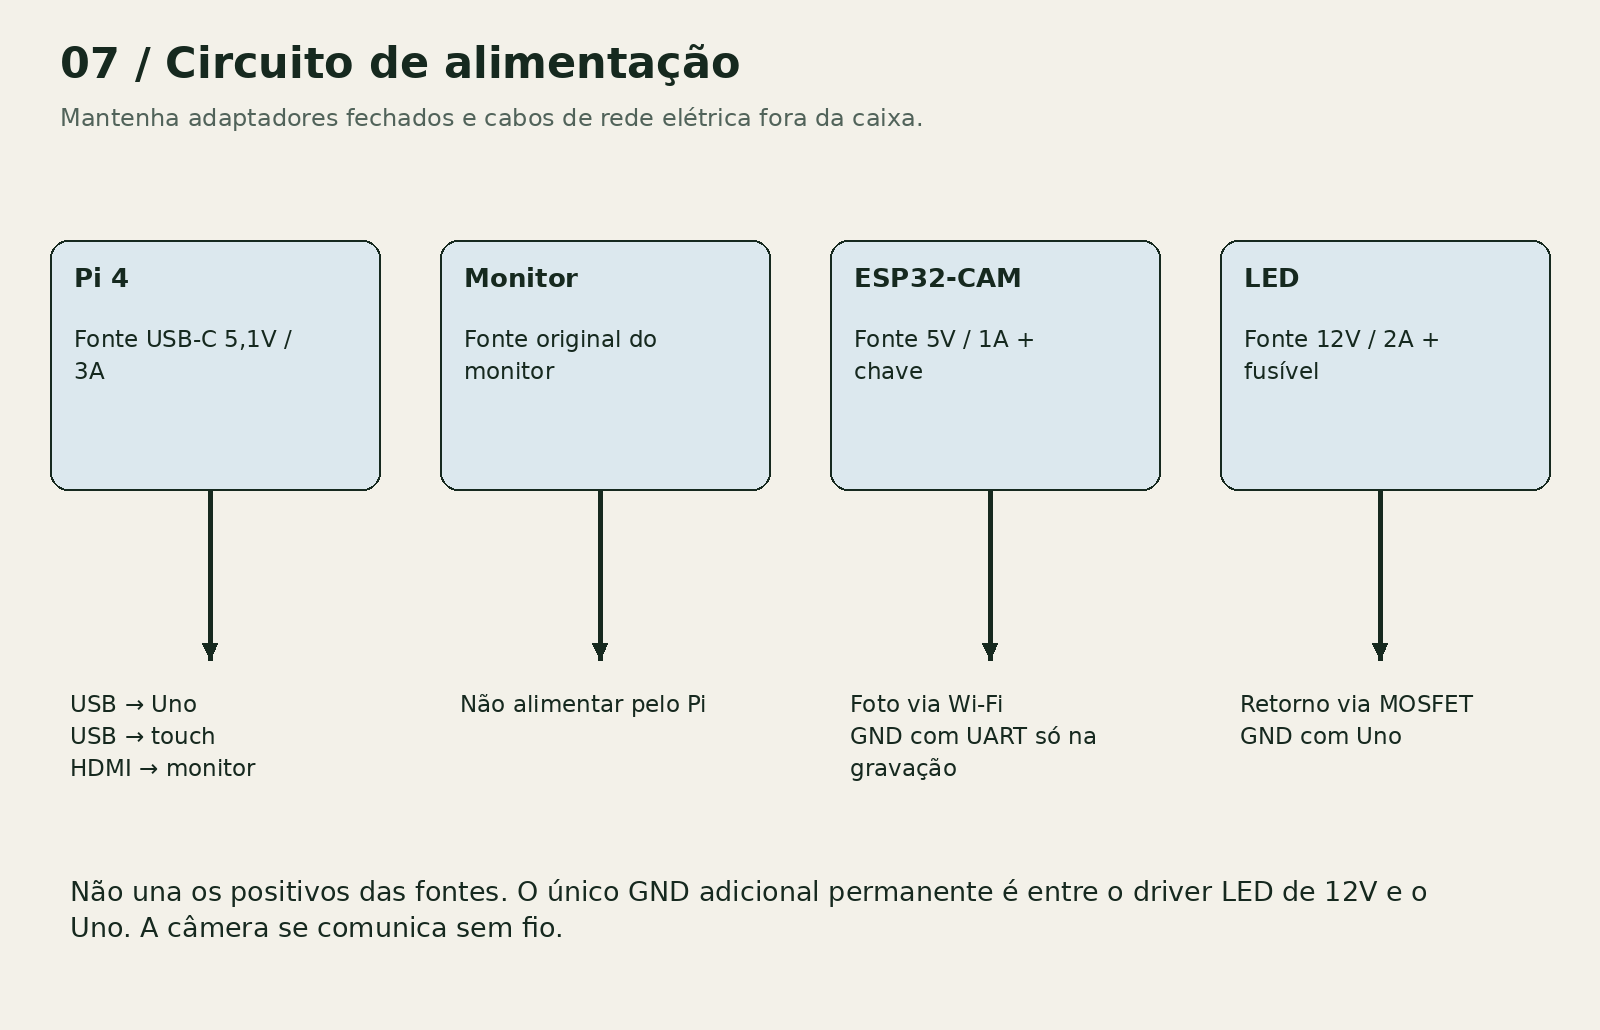 07 / Circuito de alimentação
Mantenha adaptadores fechados e cabos de rede elétrica fora da caixa.
Pi 4
Fonte USB-C 5,1V /
3A
Monitor
Fonte original do
monitor
ESP32-CAM
Fonte 5V / 1A +
chave
LED
Fonte 12V / 2A +
fusível
USB → Uno
USB → touch
HDMI → monitor
Não alimentar pelo Pi
Foto via Wi-Fi
GND com UART só na
gravação
Retorno via MOSFET
GND com Uno
Não una os positivos das fontes. O único GND adicional permanente é entre o driver LED de 12V e o
Uno. A câmera se comunica sem fio.